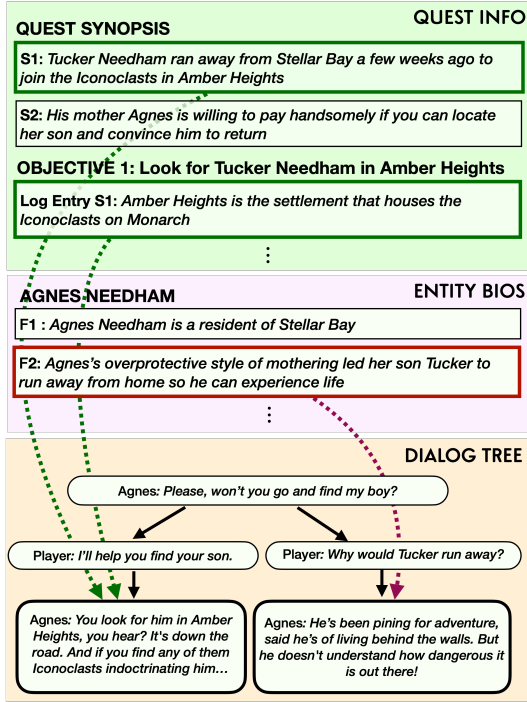 QUEST INFO
QUEST SYNOPSIS
S1: Tucker Needham ran away from Stellar Bay a few weeks ago to
join the Iconoclasts in Amber Heights
S2: His mother Agnes is willing to pay handsomely if you can locate
her son and convince him to return
OBJECTIVE 1: Look for Tucker Needham in Amber Heights
Log Entry S1: Amber Heights is the settlement that houses the
Iconoclasts on Monarch
⋮
ENTITY BIOS
AGNES NEEDHAM
F1 : Agnes Needham is a resident of Stellar Bay
F2: Agnes's overprotective style of mothering led her son Tucker to
run away from home so he can experience life
⋮
DIALOG TREE
Agnes: Please, won't you go and find my boy?
Player: I'll help you find your son.
Player: Why would Tucker run away?
Agnes: You look for him in Amber
Heights, you hear? It's down the
road. And if you find any of them
Iconoclasts indoctrinating him…
Agnes: He's been pining for adventure,
said he's of living behind the walls. But
he doesn't understand how dangerous it
is out there!